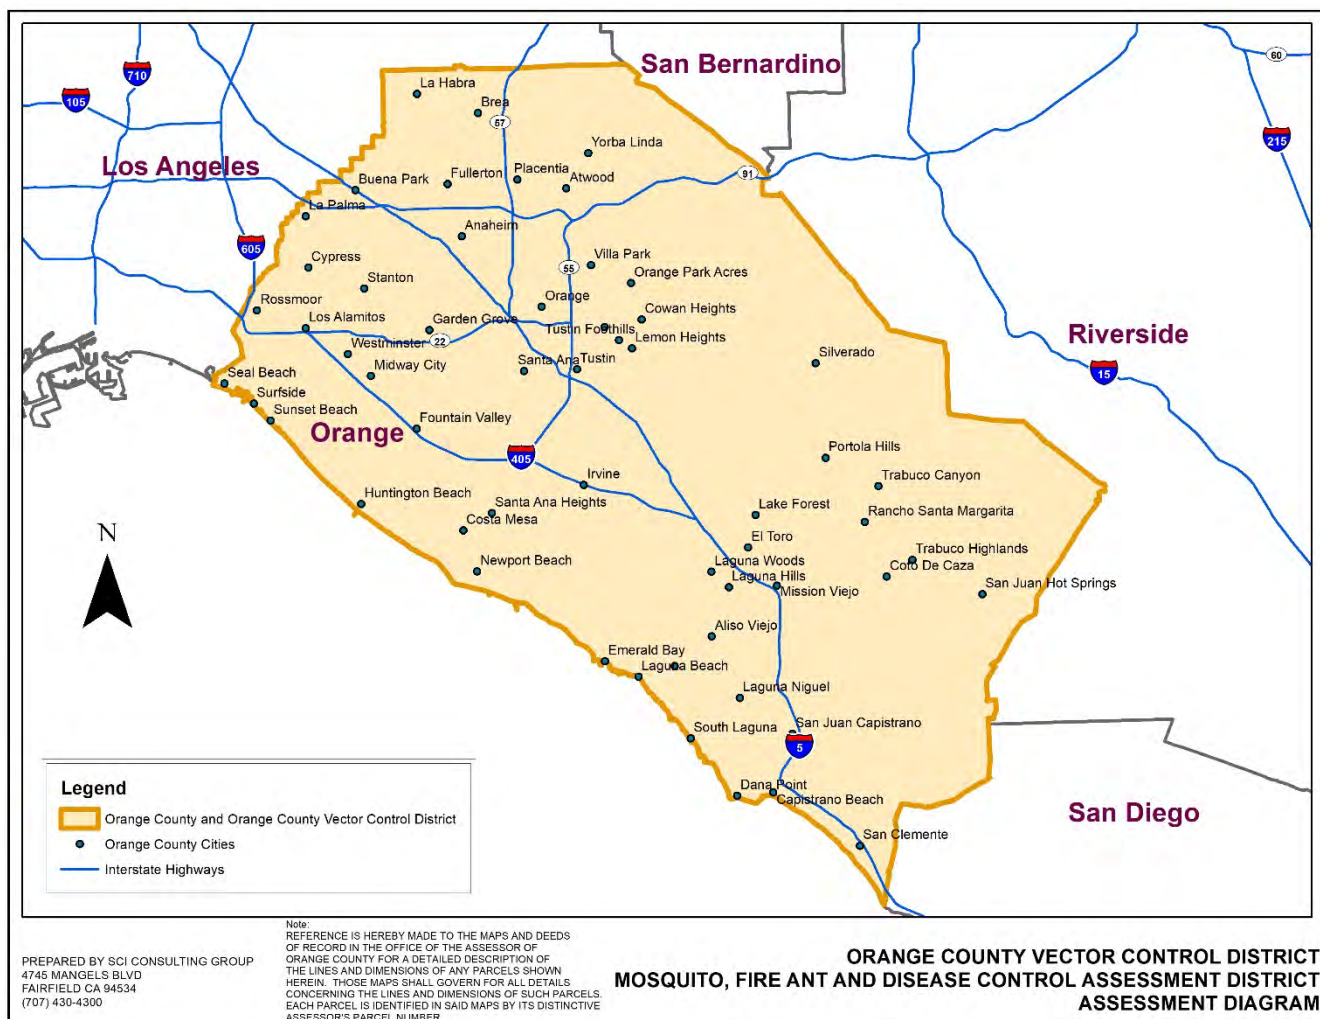 San Bernardino
60
710
La Habra
105
Brea
57
215
Yorba Linda
Los Angeles
Placentia
Fullerton
Buena Park
Atwood
91
La Palma
Anaheim
605
Villa Park
Cypress
55
Orange Park Acres
Stanton
Orange
Rossmoor
Cowan Heights
Los Alamitos
Garden Grove
Tustin Foothills
Riverside
22
Lemon Heights
Westminster
Silverado
Midway City
Santa Ana
Tustin
Seal Beach
15
Surfside
Sunset Beach
Fountain Valley
Orange
Portola Hills
405
Irvine
Trabuco Canyon
Huntington Beach
Santa Ana Heights
Lake Forest
Rancho Santa Margarita
Costa Mesa
N
El Toro
Trabuco Highlands
Newport Beach
Laguna Woods
Coto De Caza
Laguna Hills
San Juan Hot Springs
Mission Viejo
Aliso Viejo
Emerald Bay
Laguna Beach
Laguna Niguel
San Juan Capistrano
South Laguna
5
Dana Point
Capistrano Beach
San Diego
San Clemente
Legend
Orange County and Orange County Vector Control District
Orange County Cities
Interstate Highways
PREPARED BY SCI CONSULTING GROUP
4745 MANGELS BLVD
FAIRFIELD CA 94534
(707) 430-4300
Note:
REFERENCE IS HEREBY MADE TO THE MAPS AND DEEDS
OF RECORD IN THE OFFICE OF THE ASSESSOR OF
ORANGE COUNTY FOR A DETAILED DESCRIPTION OF
THE LINES AND DIMENSIONS OF ANY PARCELS SHOWN
HEREIN. THOSE MAPS SHALL GOVERN FOR ALL DETAILS
CONCERNING THE LINES AND DIMENSIONS OF SUCH PARCELS.
EACH PARCEL IS IDENTIFIED IN SAID MAPS BY ITS DISTINCTIVE
ASSESSOR'S PARCEL NUMBER
ORANGE COUNTY VECTOR CONTROL DISTRICT
MOSQUITO, FIRE ANT AND DISEASE CONTROL ASSESSMENT DISTRICT
ASSESSMENT DIAGRAM